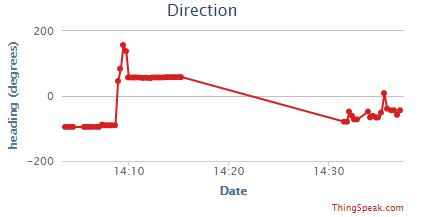 Direction
heading (degrees)
200
0
-200
14:10
14:20
14:30
Date
ThingSpeak.com